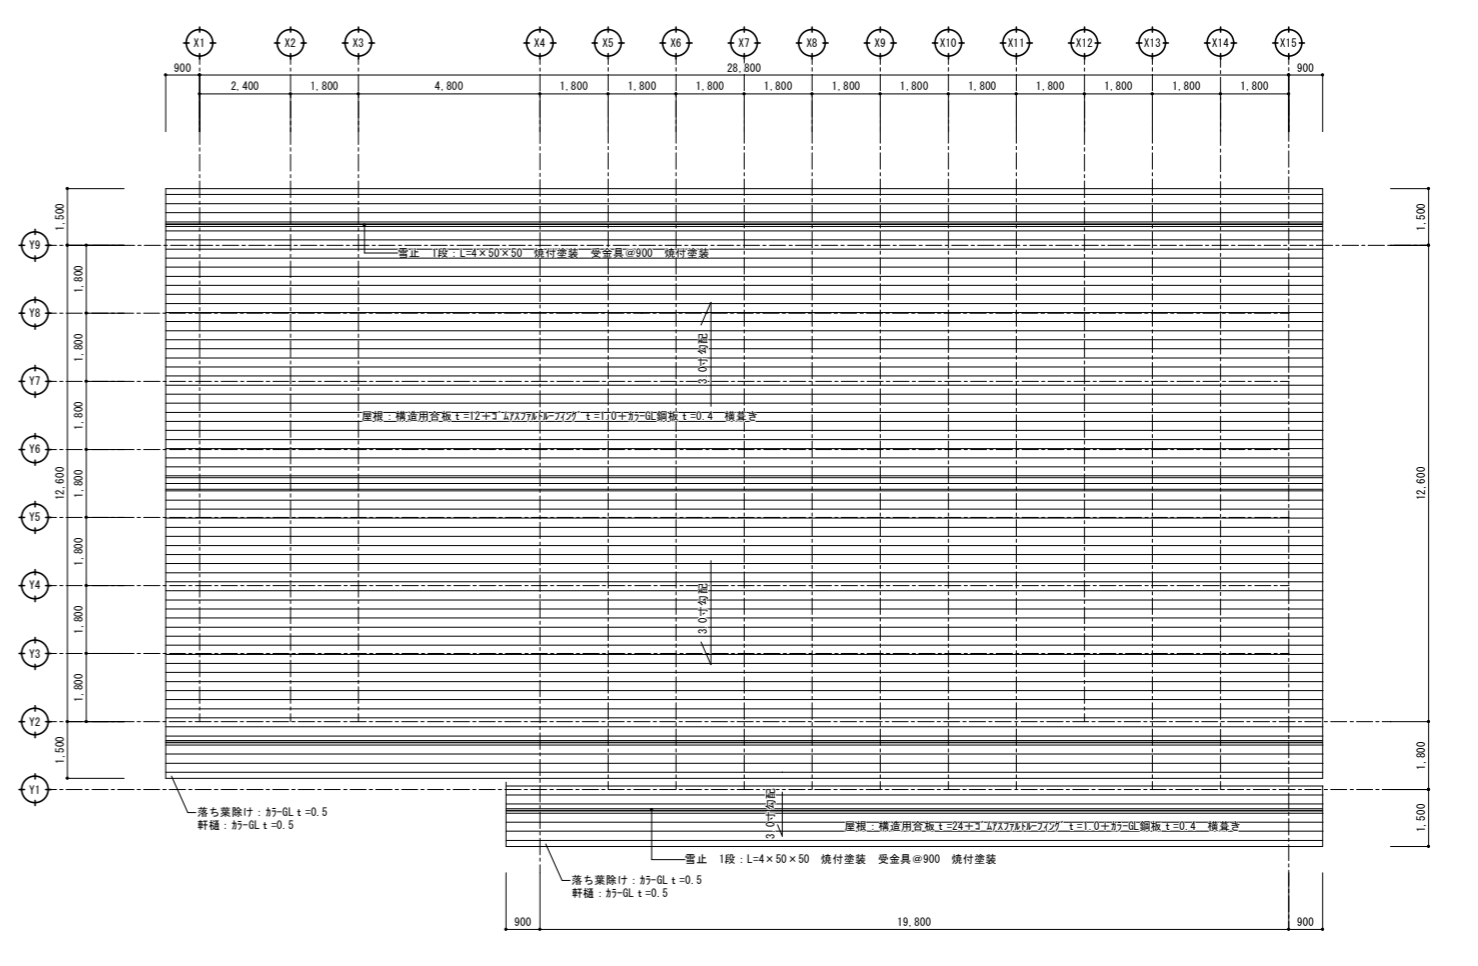 X1 X2 X3 X4 X5 X6 X7 X8 X9 X10 X11 X12 X13 X14 X15
900 28,800 900
2,400 1,800 4,800 1,800 1,800 1,800 1,800 1,800 1,800 1,800 1,800 1,800 1,800 1,800
1,500 1,500
Y9
雪止 1段：L=4×50×50 焼付塗装 受金具@900 焼付塗装
1,800
Y8
1,800
3.0寸勾配
Y7
1,800
屋根：構造用合板ｔ=12＋ｺﾞﾑｱｽﾌｧﾙﾄﾙｰﾌｨﾝｸﾞ ｔ=1.0＋ｶﾗｰGL鋼板ｔ=0.4 横葺き
Y6
12,600 1,800 12,600
Y5
1,800
Y4
3.0寸勾配
1,800
Y3
1,800
Y2
1,500 1,800
Y1
3.0寸勾配
落ち葉除け：ｶﾗｰGLｔ=0.5
軒樋：ｶﾗｰGLｔ=0.5
屋根：構造用合板ｔ=24＋ｺﾞﾑｱｽﾌｧﾙﾄﾙｰﾌｨﾝｸﾞ ｔ=1.0＋ｶﾗｰGL鋼板ｔ=0.4 横葺き
1,500
雪止 1段：L=4×50×50 焼付塗装 受金具@900 焼付塗装
落ち葉除け：ｶﾗｰGLｔ=0.5
軒樋：ｶﾗｰGLｔ=0.5
900 19,800 900